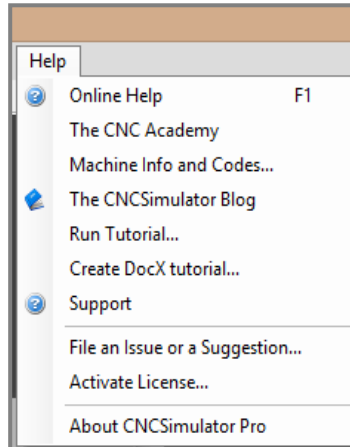 Help
Online Help F1
The CNC Academy
Machine Info and Codes...
The CNCSimulator Blog
Run Tutorial...
Create DocX tutorial...
Support
File an Issue or a Suggestion...
Activate License...
About CNCSimulator Pro